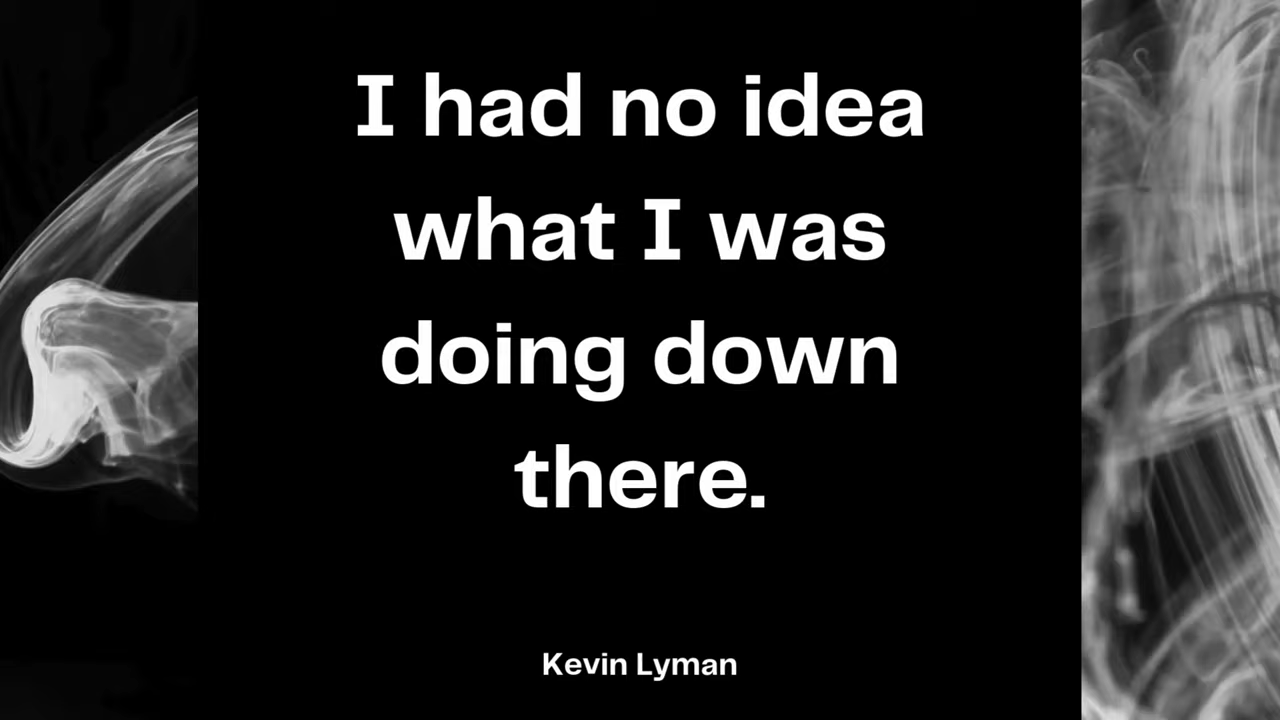 I had no idea
what I was
doing down
there.
Kevin Lyman